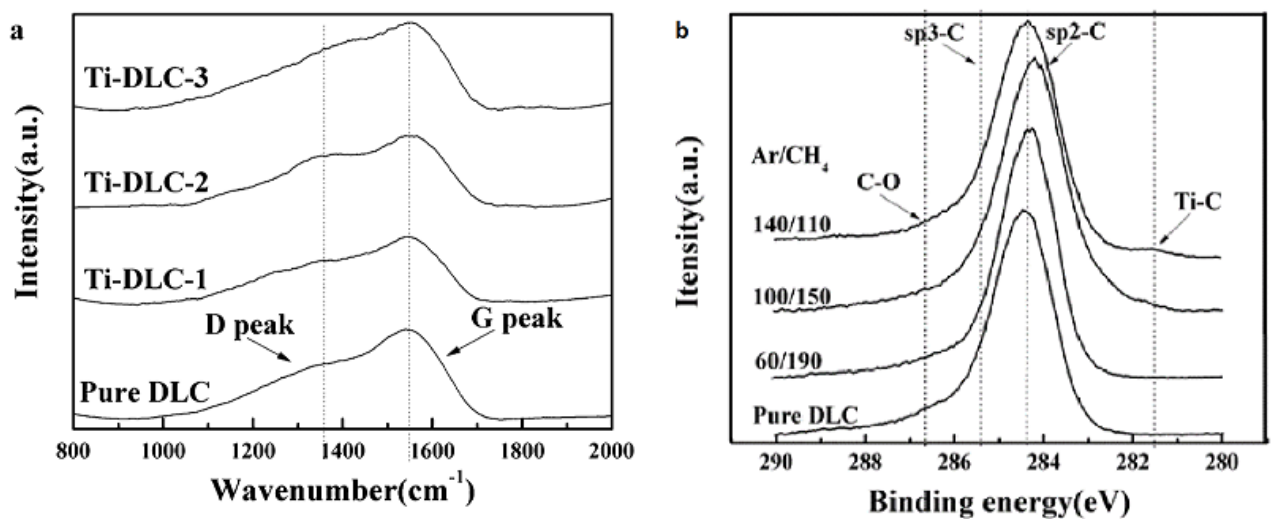 a
Intensity(a.u.)
Ti-DLC-3
Ti-DLC-2
Ti-DLC-1
D peak
G peak
Pure DLC
800 1000 1200 1400 1600 1800 2000
Wavenumber(cm⁻¹)
b
Itensity(a.u.)
sp3-C
sp2-C
Ar/CH₄
C-O
Ti-C
140/110
100/150
60/190
Pure DLC
290 288 286 284 282 280
Binding energy(eV)